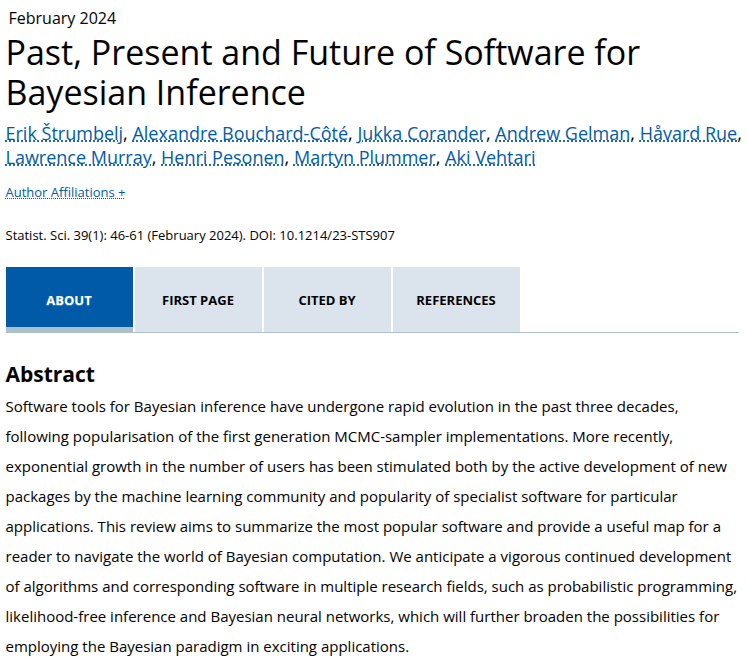 February 2024
Past, Present and Future of Software for
Bayesian Inference
Erik Štrumbelj, Alexandre Bouchard-Côté, Jukka Corander, Andrew Gelman, Håvard Rue,
Lawrence Murray, Henri Pesonen, Martyn Plummer, Aki Vehtari
Author Affiliations +
Statist. Sci. 39(1): 46-61 (February 2024). DOI: 10.1214/23-STS907
ABOUT FIRST PAGE CITED BY REFERENCES
Abstract
Software tools for Bayesian inference have undergone rapid evolution in the past three decades,
following popularisation of the first generation MCMC-sampler implementations. More recently,
exponential growth in the number of users has been stimulated both by the active development of new
packages by the machine learning community and popularity of specialist software for particular
applications. This review aims to summarize the most popular software and provide a useful map for a
reader to navigate the world of Bayesian computation. We anticipate a vigorous continued development
of algorithms and corresponding software in multiple research fields, such as probabilistic programming,
likelihood-free inference and Bayesian neural networks, which will further broaden the possibilities for
employing the Bayesian paradigm in exciting applications.